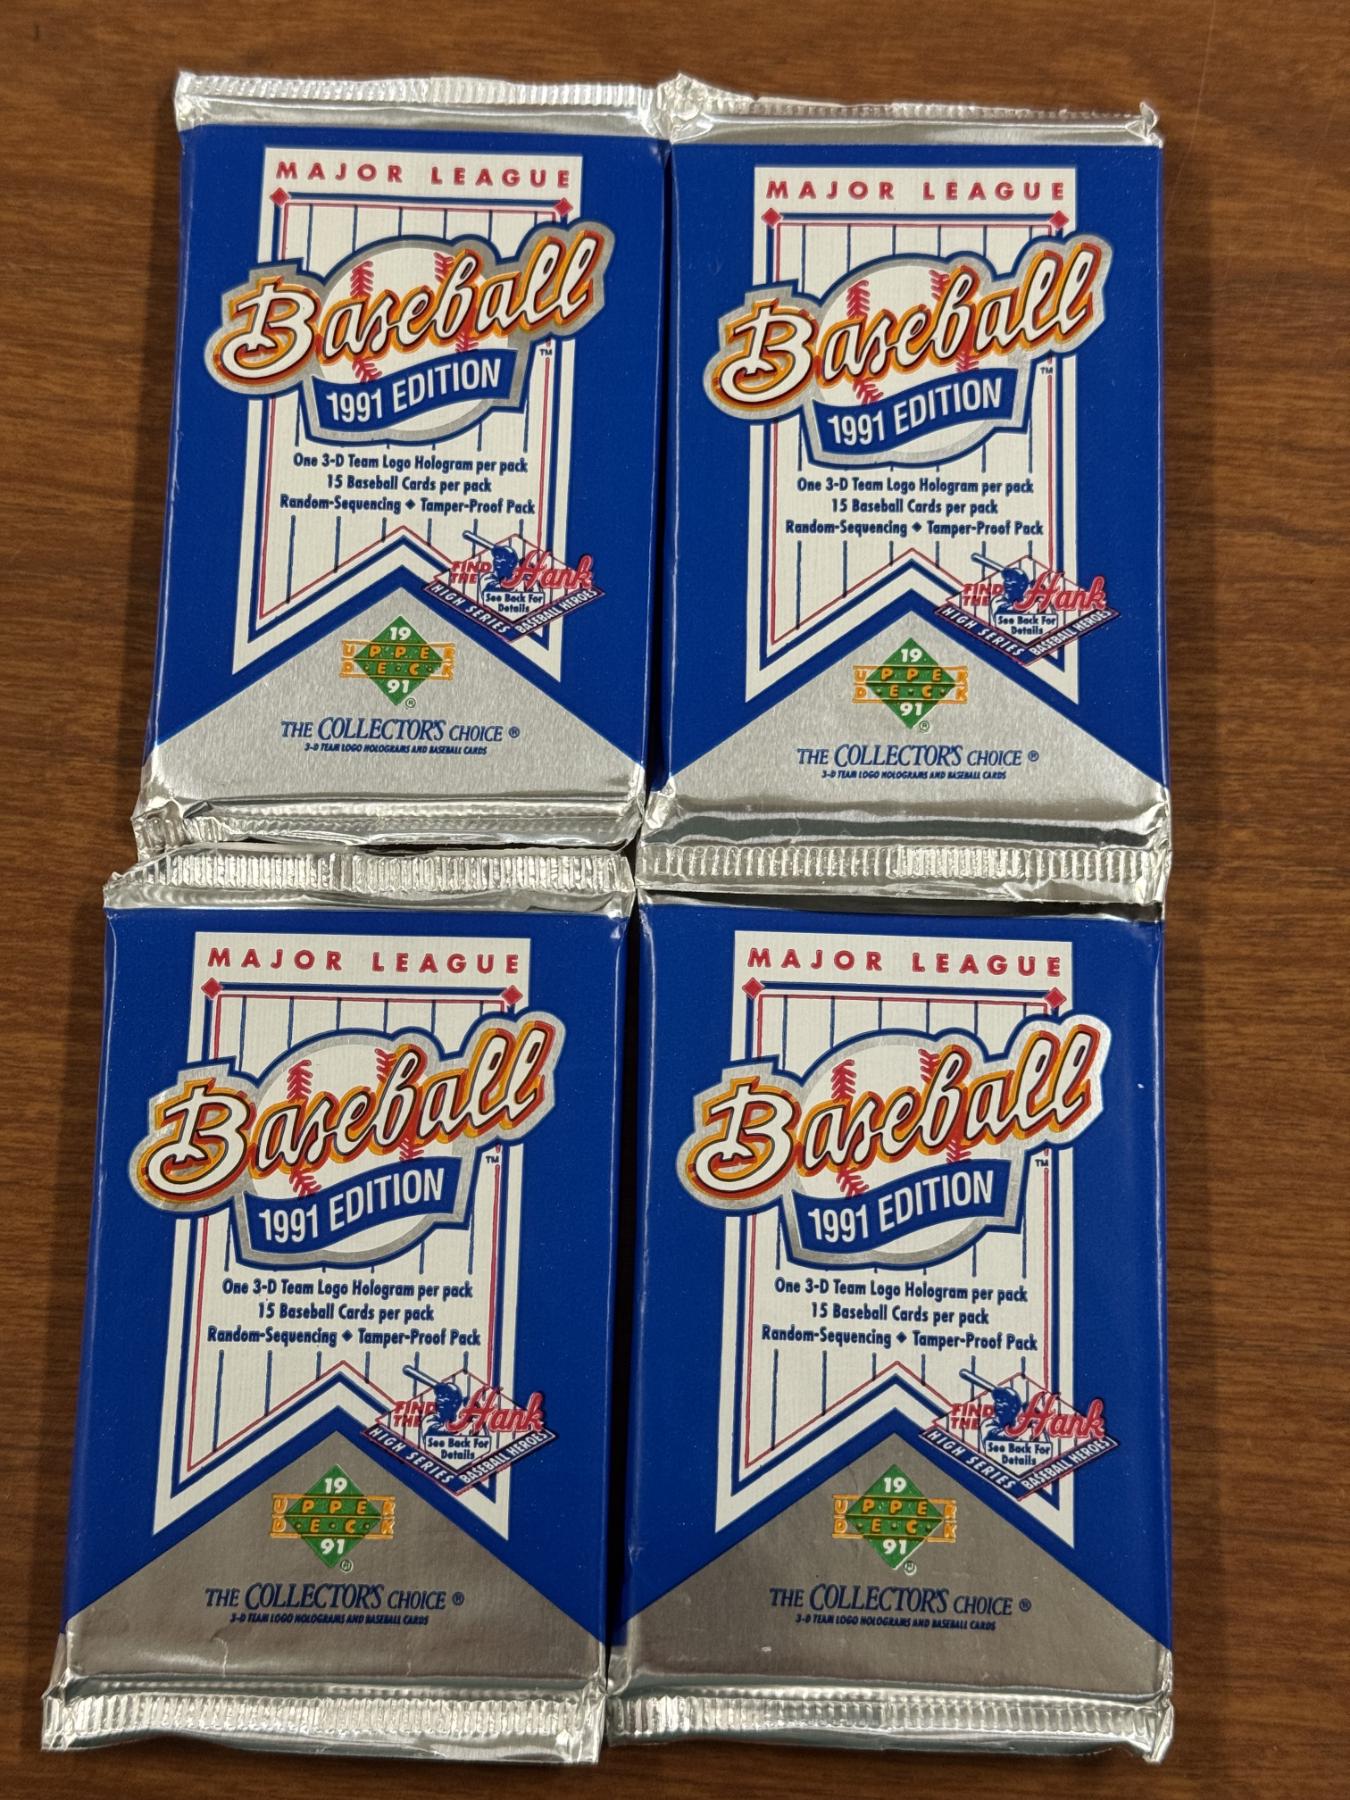 MAJOR LEAGUE
Baseball
TM
1991 EDITION
One 3-D Team Logo Hologram per pack
15 Baseball Cards per pack
Random-Sequencing ◆ Tamper-Proof Pack
FIND THE Hank
See Back For
Details
HIGH SERIES BASEBALL HEROES
19
UPPER
DECK
91 ®
THE COLLECTOR'S CHOICE ®
3-D TEAM LOGO HOLOGRAMS AND BASEBALL CARDS
MAJOR LEAGUE
Baseball
TM
1991 EDITION
One 3-D Team Logo Hologram per pack
15 Baseball Cards per pack
Random-Sequencing ◆ Tamper-Proof Pack
FIND THE Hank
See Back For
Details
HIGH SERIES BASEBALL HEROES
19
UPPER
DECK
91 ®
THE COLLECTOR'S CHOICE ®
3-D TEAM LOGO HOLOGRAMS AND BASEBALL CARDS
MAJOR LEAGUE
Baseball
TM
1991 EDITION
One 3-D Team Logo Hologram per pack
15 Baseball Cards per pack
Random-Sequencing ◆ Tamper-Proof Pack
FIND THE Hank
See Back For
Details
HIGH SERIES BASEBALL HEROES
19
UPPER
DECK
91 ®
THE COLLECTOR'S CHOICE ®
3-D TEAM LOGO HOLOGRAMS AND BASEBALL CARDS
MAJOR LEAGUE
Baseball
TM
1991 EDITION
One 3-D Team Logo Hologram per pack
15 Baseball Cards per pack
Random-Sequencing ◆ Tamper-Proof Pack
FIND THE Hank
See Back For
Details
HIGH SERIES BASEBALL HEROES
19
UPPER
DECK
91 ®
THE COLLECTOR'S CHOICE ®
3-D TEAM LOGO HOLOGRAMS AND BASEBALL CARDS